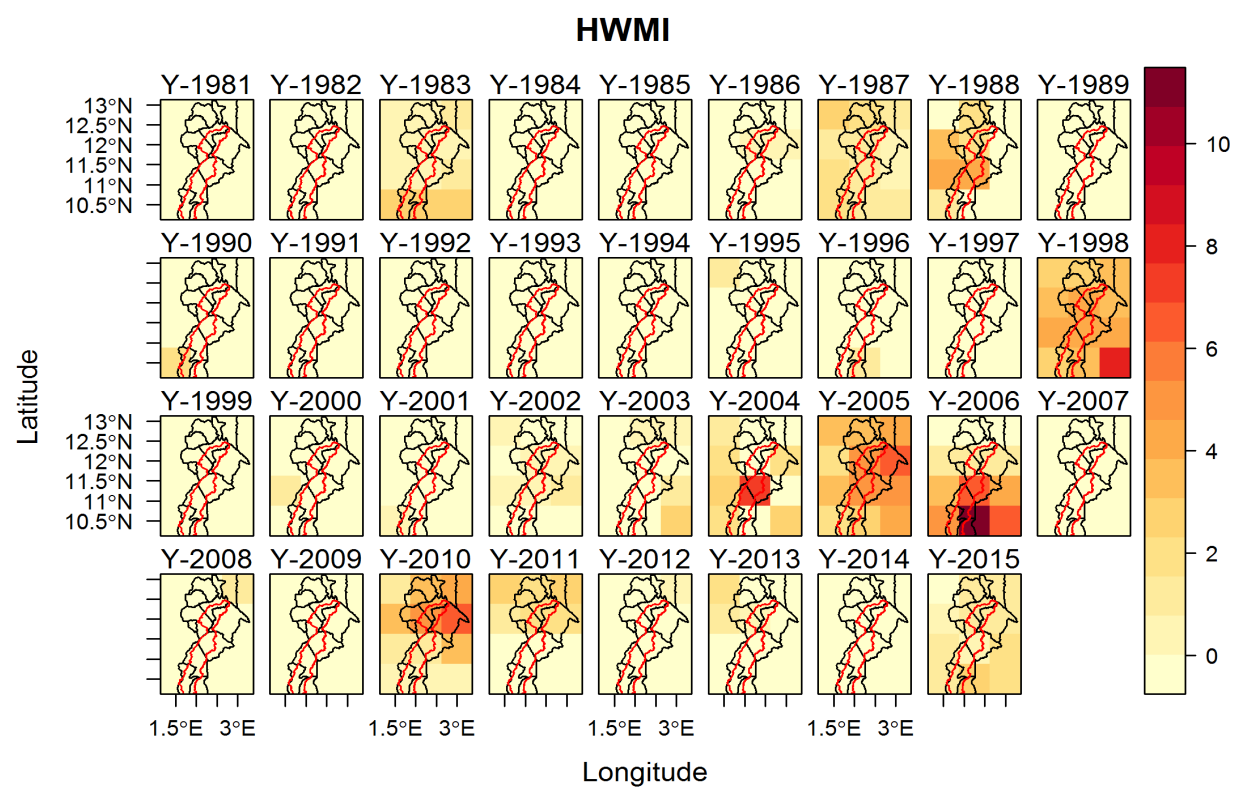 HWMI
Y-1981 Y-1982 Y-1983 Y-1984 Y-1985 Y-1986 Y-1987 Y-1988 Y-1989
13°N
12.5°N
12°N
11.5°N
11°N
10.5°N
Y-1990 Y-1991 Y-1992 Y-1993 Y-1994 Y-1995 Y-1996 Y-1997 Y-1998
Y-1999 Y-2000 Y-2001 Y-2002 Y-2003 Y-2004 Y-2005 Y-2006 Y-2007
13°N
12.5°N
12°N
11.5°N
11°N
10.5°N
Y-2008 Y-2009 Y-2010 Y-2011 Y-2012 Y-2013 Y-2014 Y-2015
1.5°E 3°E 1.5°E 3°E 1.5°E 3°E 1.5°E 3°E
Longitude
Latitude
10
8
6
4
2
0